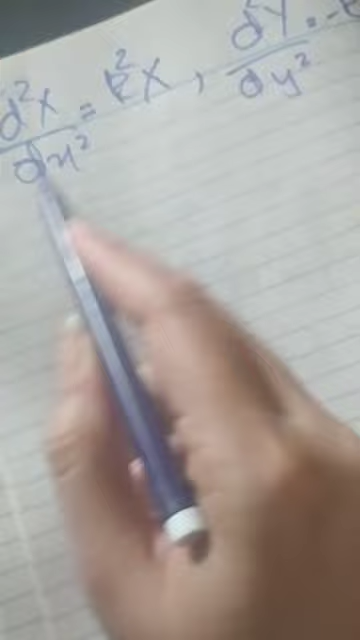 d²X/dx² = k²X , d²Y/dy² = -k